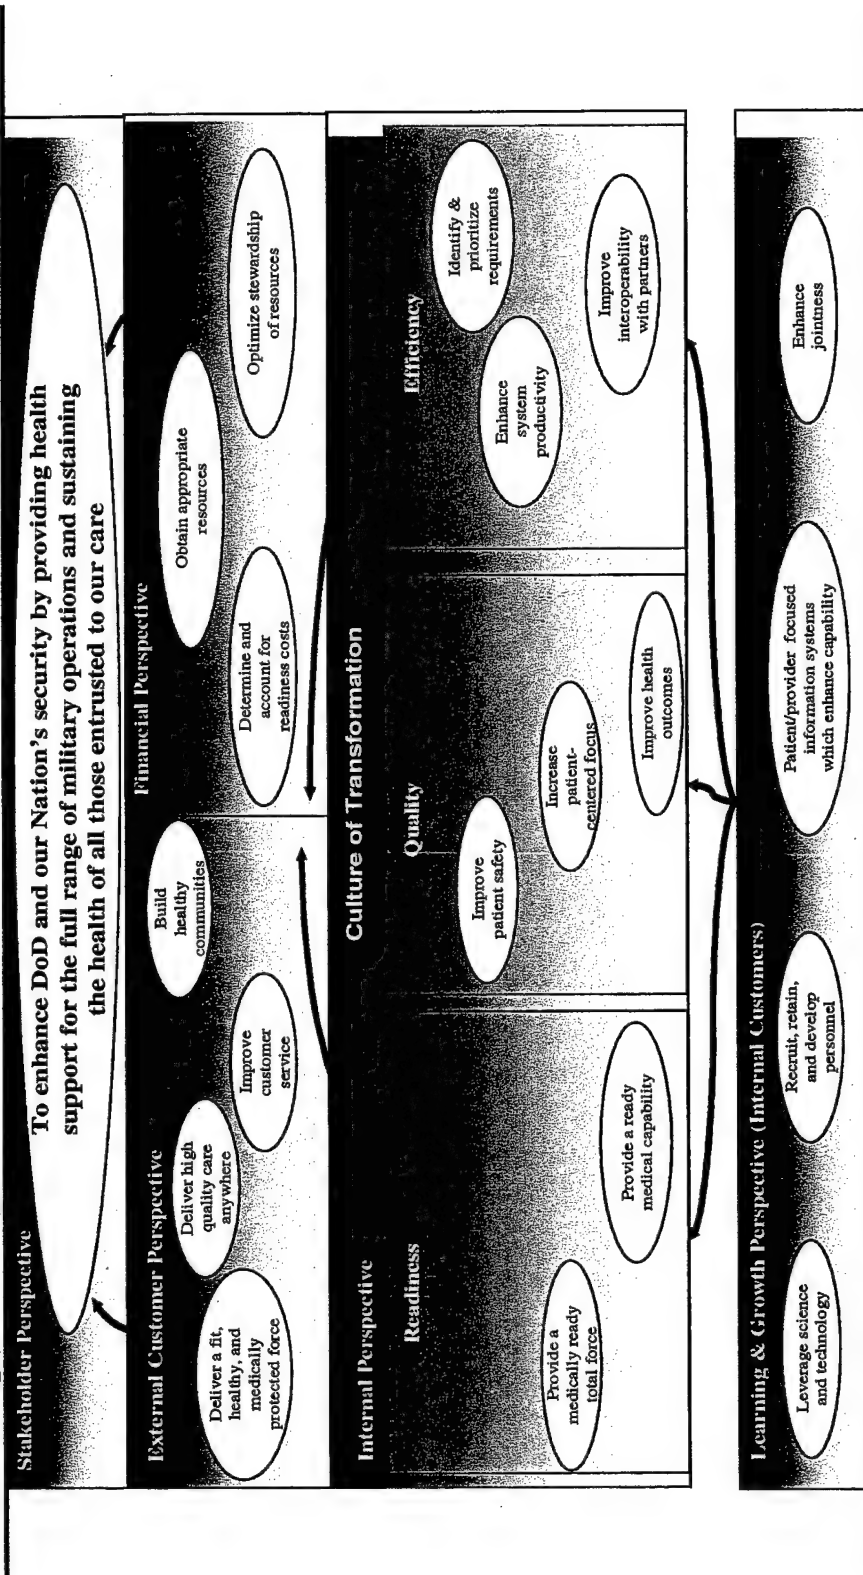 Stakeholder Perspective
To enhance DoD and our Nation's security by providing health
support for the full range of military operations and sustaining
the health of all those entrusted to our care
External Customer Perspective
Deliver a fit,
healthy, and
medically
protected force
Deliver high
quality care
anywhere
Improve
customer
service
Build
healthy
communities
Financial Perspective
Determine and
account for
readiness costs
Obtain appropriate
resources
Optimize stewardship
of resources
Internal Perspective
Culture of Transformation
Readiness
Provide a
medically ready
total force
Provide a ready
medical capability
Quality
Improve
patient safety
Increase
patient-
centered focus
Improve health
outcomes
Efficiency
Enhance
system
productivity
Identify &
prioritize
requirements
Improve
interoperability
with partners
Learning & Growth Perspective (Internal Customers)
Leverage science
and technology
Recruit, retain,
and develop
personnel
Patient/provider focused
information systems
which enhance capability
Enhance
jointness